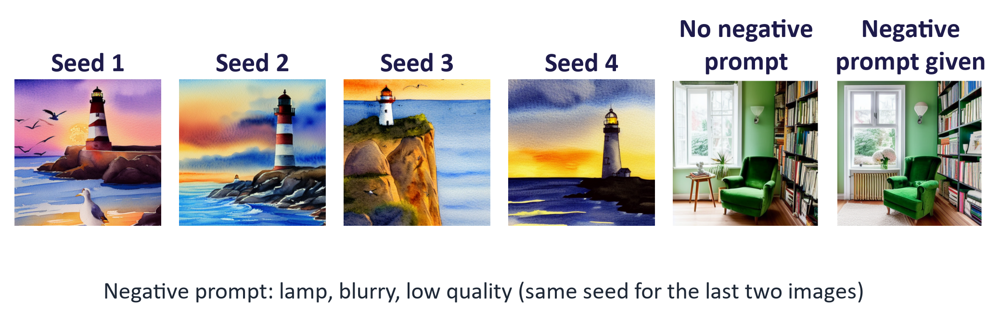 Seed 1
Seed 2
Seed 3
Seed 4
No negative
prompt
Negative
prompt given
Negative prompt: lamp, blurry, low quality (same seed for the last two images)